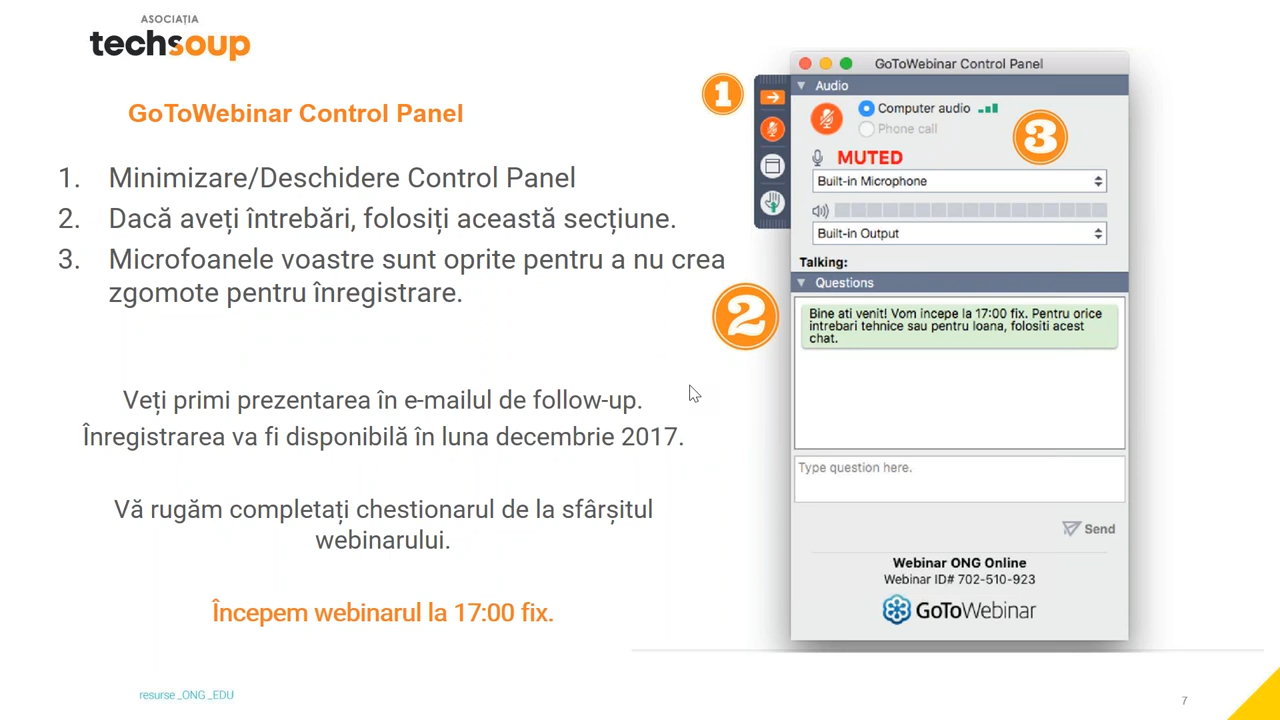 ASOCIAȚIA
techsoup
GoToWebinar Control Panel
1. Minimizare/Deschidere Control Panel
2. Dacă aveți întrebări, folosiți această secțiune.
3. Microfoanele voastre sunt oprite pentru a nu crea
zgomote pentru înregistrare.
Veți primi prezentarea în e-mailul de follow-up.
Înregistrarea va fi disponibilă în luna decembrie 2017.
Vă rugăm completați chestionarul de la sfârșitul
webinarului.
Începem webinarul la 17:00 fix.
resurse_ONG_EDU
1
2
3
GoToWebinar Control Panel
Audio
Computer audio
Phone call
MUTED
Built-in Microphone
Built-in Output
Talking:
Questions
Bine ati venit! Vom incepe la 17:00 fix. Pentru orice
intrebari tehnice sau pentru Ioana, folositi acest
chat.
Type question here.
Send
Webinar ONG Online
Webinar ID# 702-510-923
GoToWebinar
7